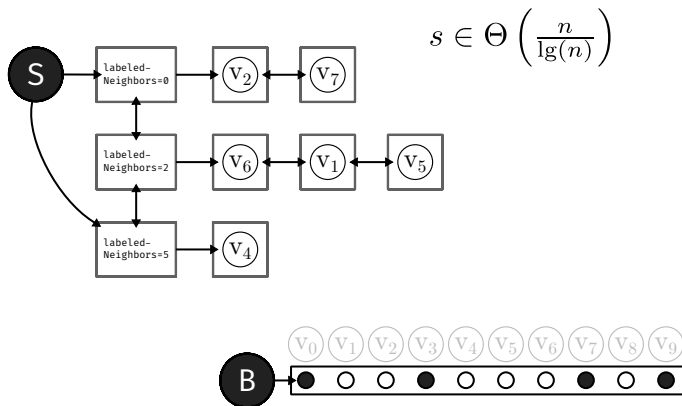 s ∈ Θ ( n / lg(n) )
S
labeled-
Neighbors=0
v₂
v₇
labeled-
Neighbors=2
v₆
v₁
v₅
labeled-
Neighbors=5
v₄
v₀ v₁ v₂ v₃ v₄ v₅ v₆ v₇ v₈ v₉
B